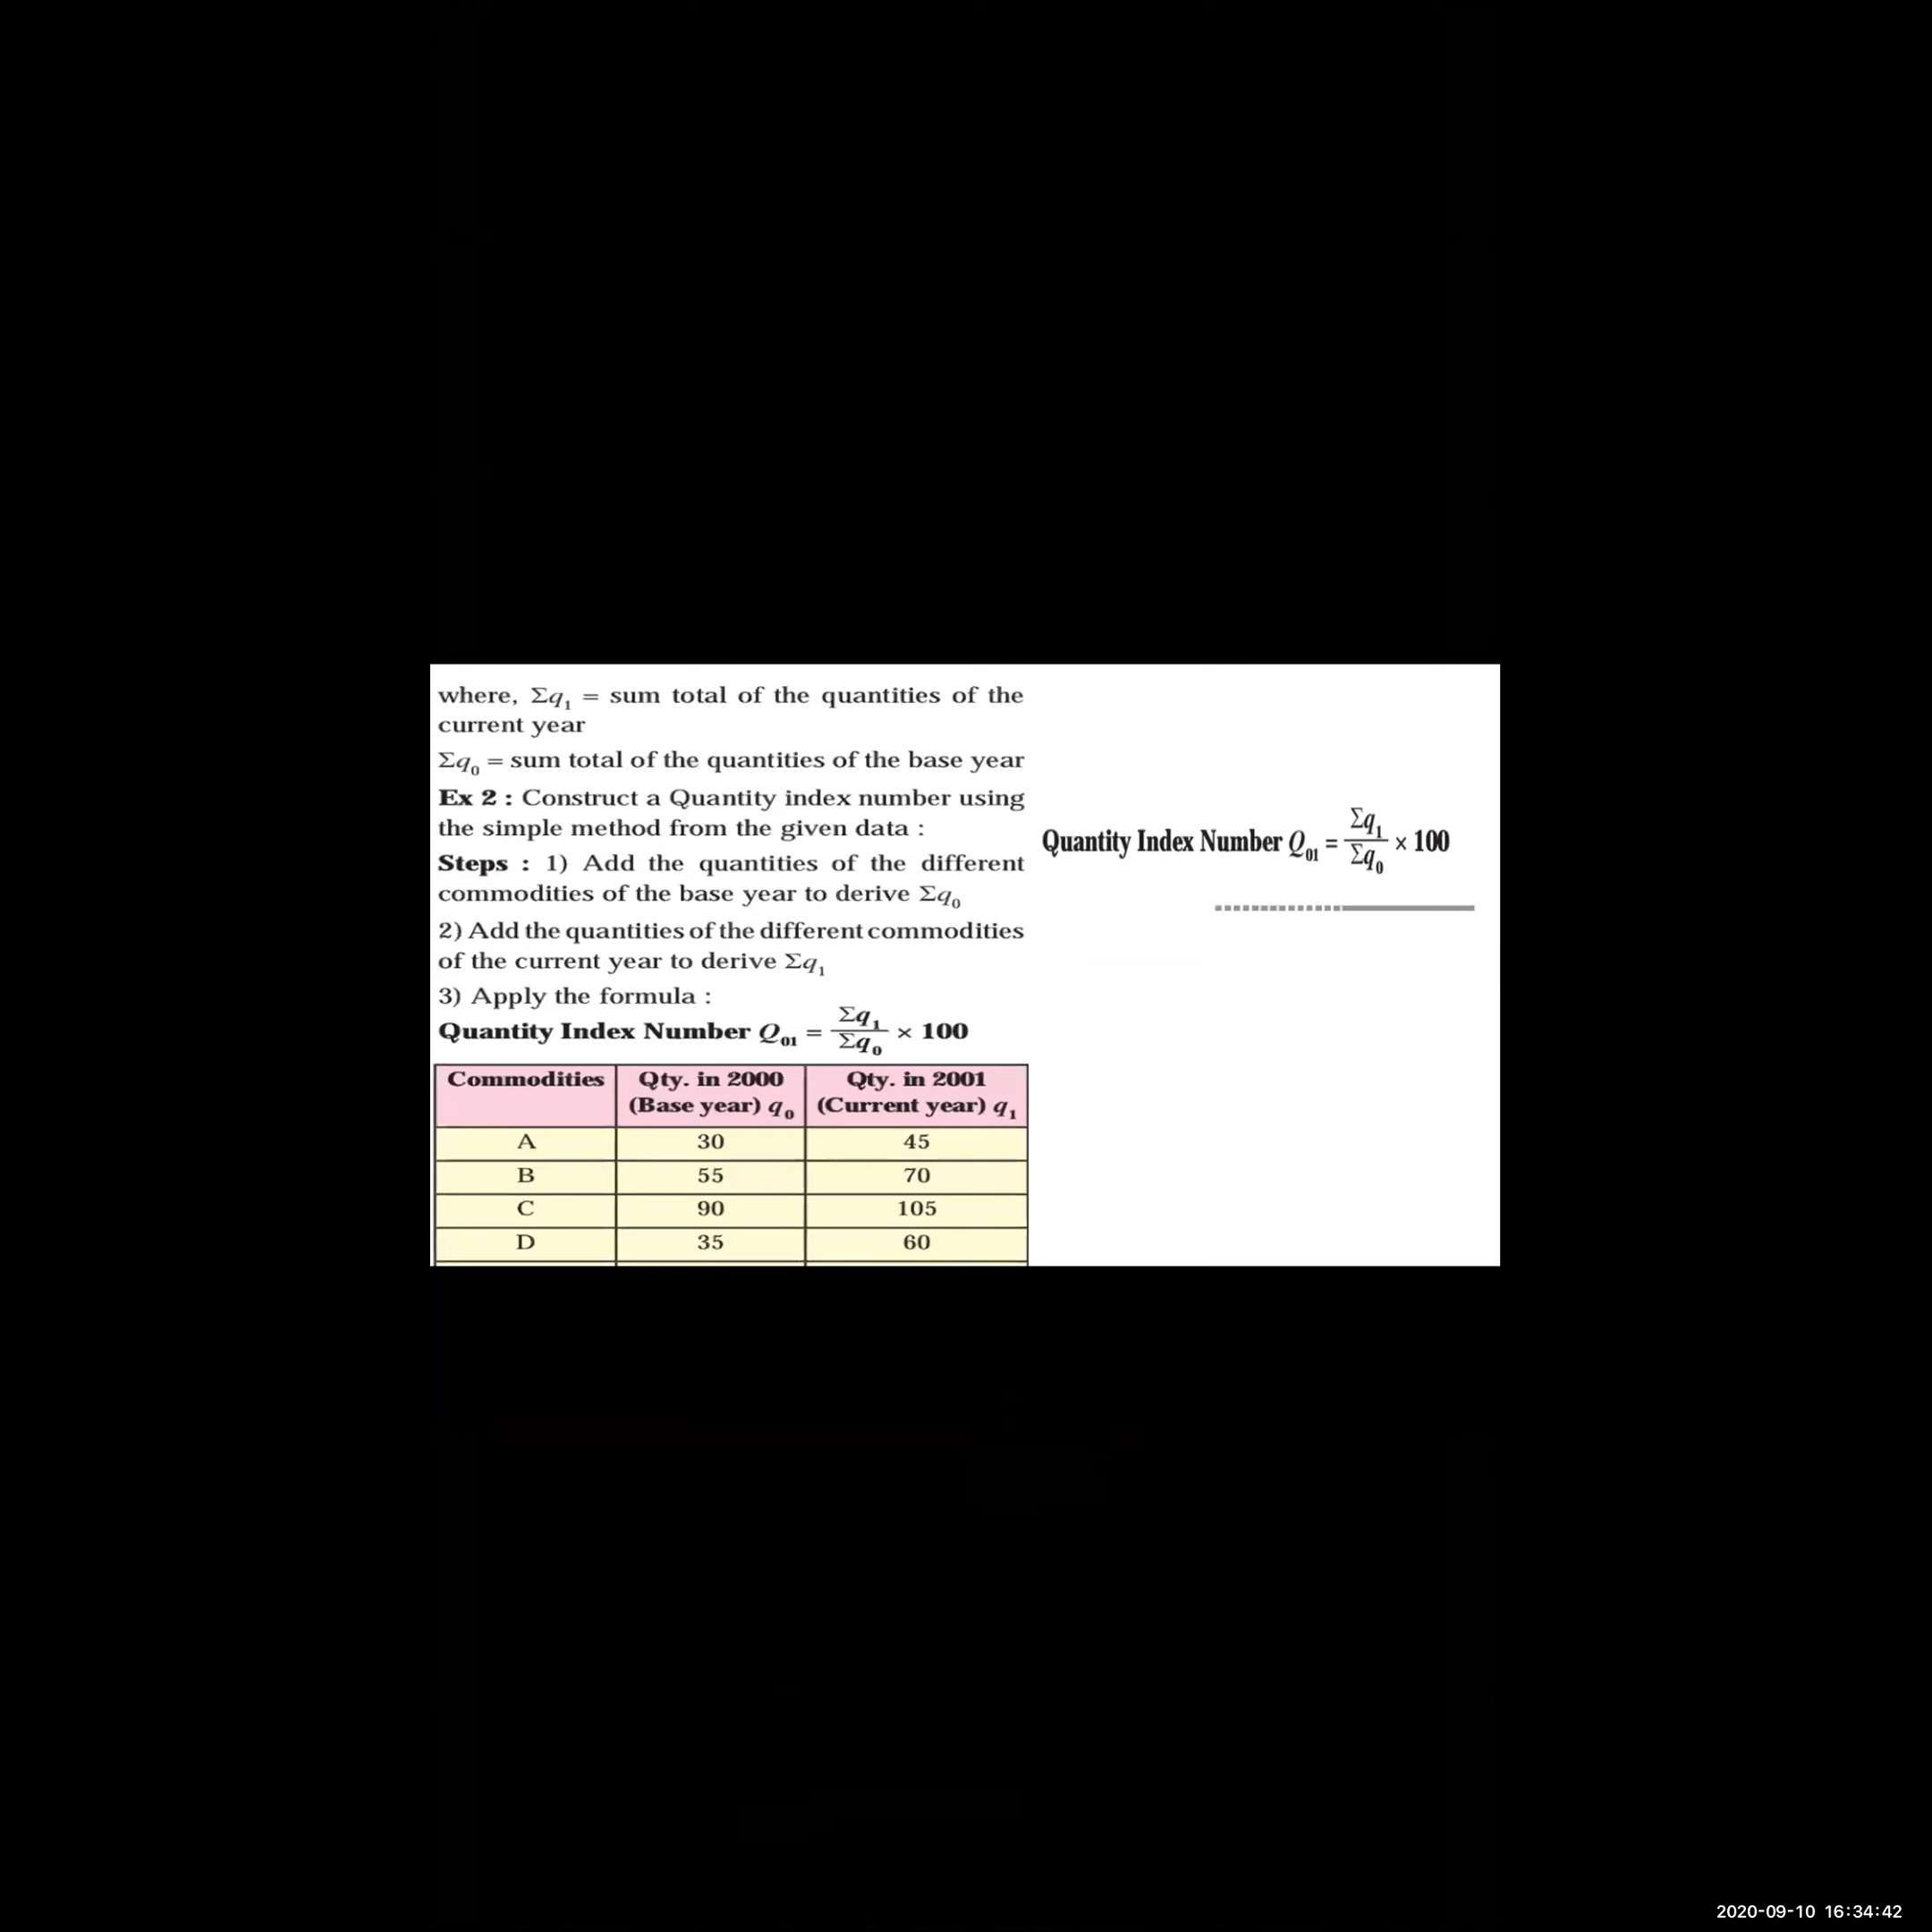 where, Σq₁ = sum total of the quantities of the
current year
Σq₀ = sum total of the quantities of the base year
Ex 2 : Construct a Quantity index number using
the simple method from the given data :
Steps : 1) Add the quantities of the different
commodities of the base year to derive Σq₀
2) Add the quantities of the different commodities
of the current year to derive Σq₁
3) Apply the formula :
Quantity Index Number Q₀₁ = Σq₁/Σq₀ × 100
Commodities Qty. in 2000 (Base year) q₀ Qty. in 2001 (Current year) q₁
A 30 45
B 55 70
C 90 105
D 35 60
Quantity Index Number Q₀₁ = Σq₁/Σq₀ × 100
2020-09-10 16:34:42